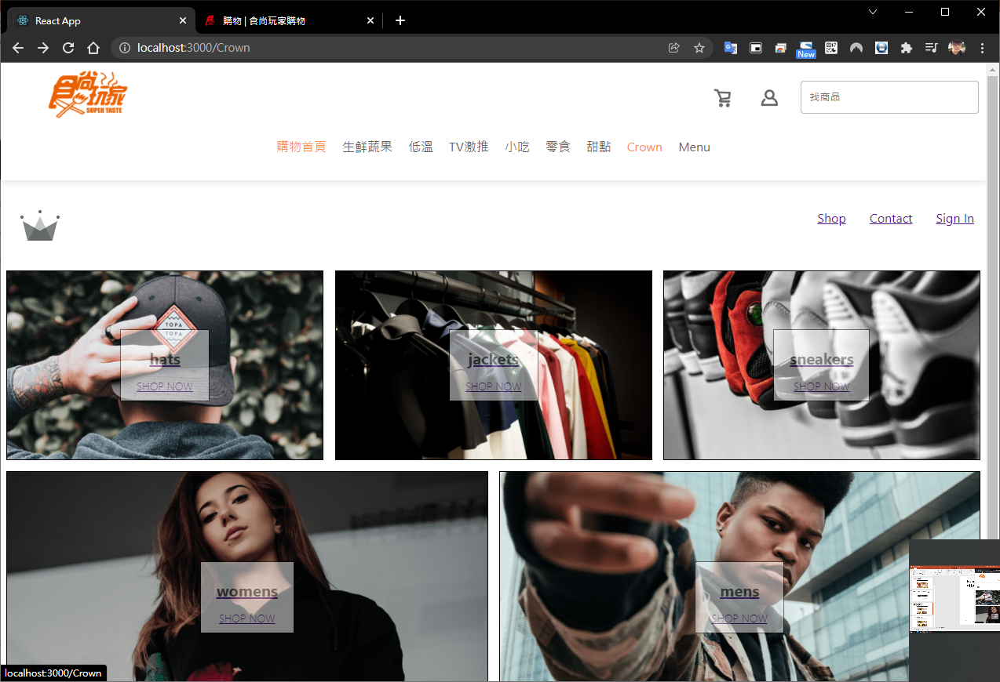 React App
購物 | 食尚玩家購物
localhost:3000/Crown
New
食尚玩家
SUPER TASTE
找商品
購物首頁 生鮮蔬果 低溫 TV激推 小吃 零食 甜點 Crown Menu
Shop Contact Sign In
TOPA
TOPA
hats
SHOP NOW
jackets
SHOP NOW
sneakers
SHOP NOW
womens
SHOP NOW
mens
SHOP NOW
localhost:3000/Crown